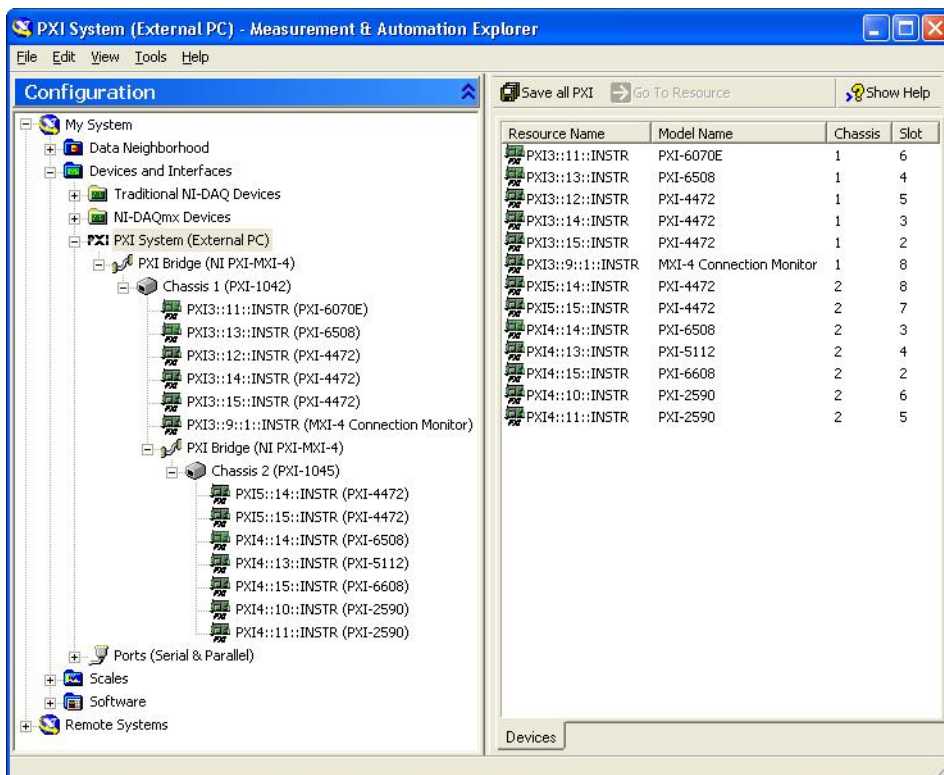 PXI System (External PC) - Measurement & Automation Explorer
File Edit View Tools Help
Configuration
My System
Data Neighborhood
Devices and Interfaces
Traditional NI-DAQ Devices
NI-DAQmx Devices
PXI PXI System (External PC)
PXI Bridge (NI PXI-MXI-4)
Chassis 1 (PXI-1042)
PXI3::11::INSTR (PXI-6070E)
PXI3::13::INSTR (PXI-6508)
PXI3::12::INSTR (PXI-4472)
PXI3::14::INSTR (PXI-4472)
PXI3::15::INSTR (PXI-4472)
PXI3::9::1::INSTR (MXI-4 Connection Monitor)
PXI Bridge (NI PXI-MXI-4)
Chassis 2 (PXI-1045)
PXI5::14::INSTR (PXI-4472)
PXI5::15::INSTR (PXI-4472)
PXI4::14::INSTR (PXI-6508)
PXI4::13::INSTR (PXI-5112)
PXI4::15::INSTR (PXI-6608)
PXI4::10::INSTR (PXI-2590)
PXI4::11::INSTR (PXI-2590)
Ports (Serial & Parallel)
Scales
Software
Remote Systems
Save all PXI Go To Resource Show Help
Resource Name Model Name Chassis Slot
PXI3::11::INSTR PXI-6070E 1 6
PXI3::13::INSTR PXI-6508 1 4
PXI3::12::INSTR PXI-4472 1 5
PXI3::14::INSTR PXI-4472 1 3
PXI3::15::INSTR PXI-4472 1 2
PXI3::9::1::INSTR MXI-4 Connection Monitor 1 8
PXI5::14::INSTR PXI-4472 2 8
PXI5::15::INSTR PXI-4472 2 7
PXI4::14::INSTR PXI-6508 2 3
PXI4::13::INSTR PXI-5112 2 4
PXI4::15::INSTR PXI-6608 2 2
PXI4::10::INSTR PXI-2590 2 6
PXI4::11::INSTR PXI-2590 2 5
Devices